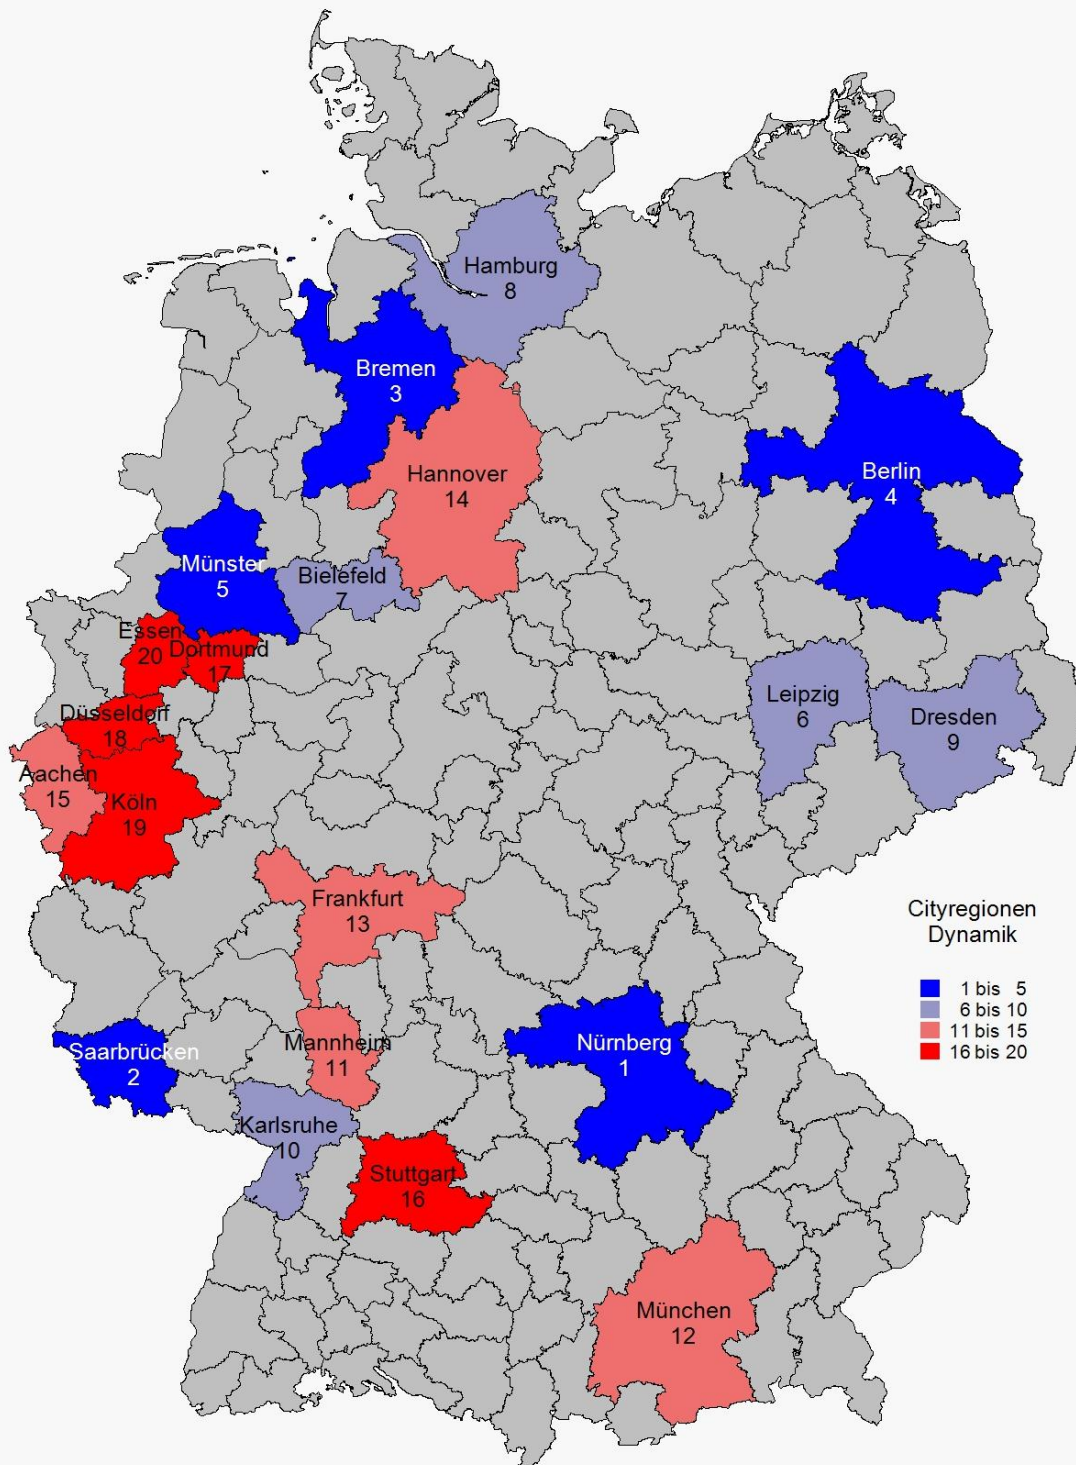 Hamburg
8
Bremen
3
Hannover
14
Berlin
4
Münster
5
Bielefeld
7
Essen
20
Dortmund
17
Leipzig
6
Dresden
9
Düsseldorf
18
Aachen
15
Köln
19
Frankfurt
13
Cityregionen
Dynamik
1 bis 5
6 bis 10
11 bis 15
16 bis 20
Saarbrücken
2
Mannheim
11
Nürnberg
1
Karlsruhe
10
Stuttgart
16
München
12